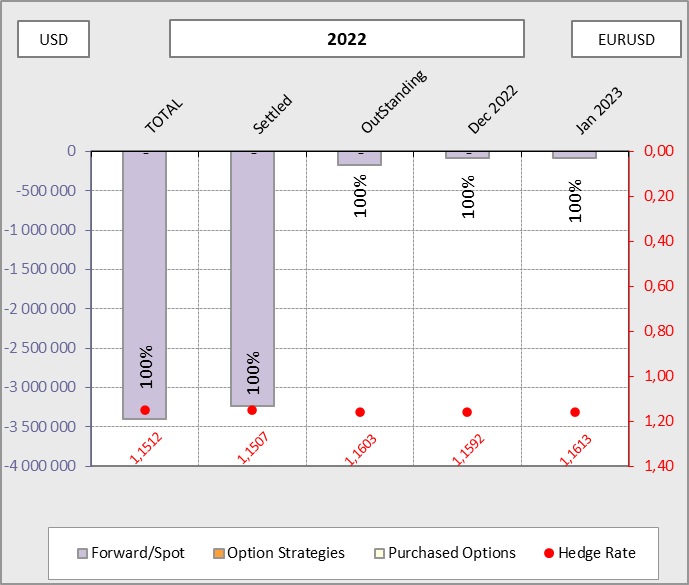 USD
2022
EURUSD
TOTAL
Settled
OutStanding
Dec 2022
Jan 2023
0
-500 000
-1 000 000
-1 500 000
-2 000 000
-2 500 000
-3 000 000
-3 500 000
-4 000 000
0,00
0,20
0,40
0,60
0,80
1,00
1,20
1,40
100%
100%
100%
100%
100%
-
-
-
-
1,1512
1,1507
1,1603
1,1592
1,1613
Forward/Spot
Option Strategies
Purchased Options
Hedge Rate